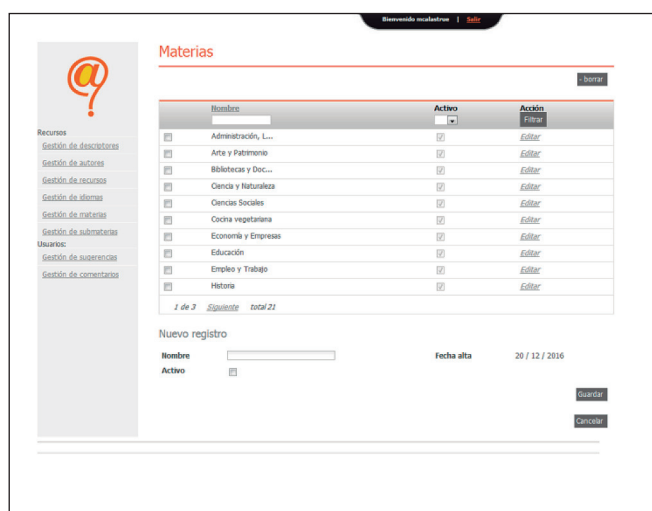 Bienvenido mcalastrue | Salir
Materias
- borrar
Nombre Activo Acción
Filtrar
Administración, L... Editar
Arte y Patrimonio Editar
Bibliotecas y Doc... Editar
Ciencia y Naturaleza Editar
Ciencias Sociales Editar
Cocina vegetariana Editar
Economía y Empresas Editar
Educación Editar
Empleo y Trabajo Editar
Historia Editar
1 de 3 Siguiente total 21
Recursos
Gestión de descriptores
Gestión de autores
Gestión de recursos
Gestión de idiomas
Gestión de materias
Gestión de submaterias
Usuarios:
Gestión de sugerencias
Gestión de comentarios
Nuevo registro
Nombre Fecha alta 20 / 12 / 2016
Activo
Guardar
Cancelar